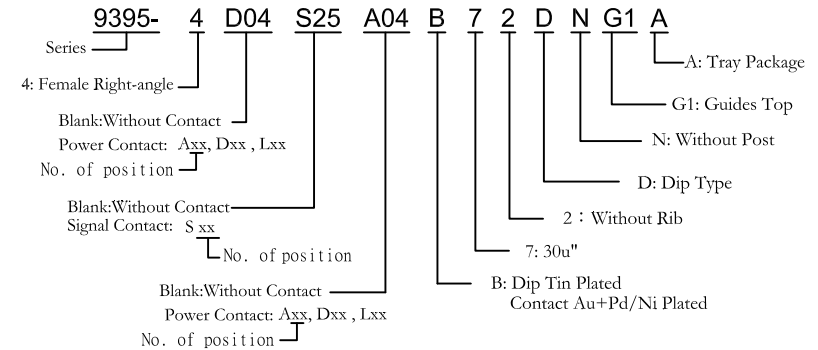 9395- 4 D04 S25 A04 B 7 2 D N G1 A
Series
A: Tray Package
4: Female Right-angle
G1: Guides Top
Blank:Without Contact
Power Contact: Axx, Dxx , Lxx
N: Without Post
No. of position
D: Dip Type
Blank:Without Contact
Signal Contact: S xx
2：Without Rib
No. of position
7: 30u"
Blank:Without Contact
B: Dip Tin Plated
Contact Au+Pd/Ni Plated
Power Contact: Axx, Dxx , Lxx
No. of position